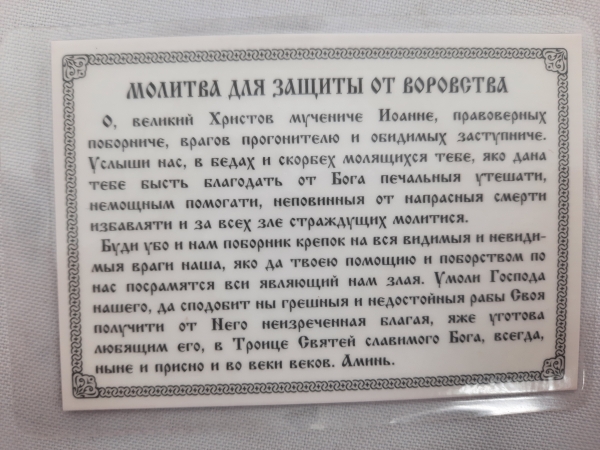 МОЛИТВА ДЛЯ ЗАЩИТЫ ОТ ВОРОВСТВА
О, великий Христов мучениче Иоанне, правоверных
поборниче, врагов прогонителю и обидимых заступниче.
Услыши нас, в бедах и скорбех молящихся тебе, яко дана
тебе бысть благодать от Бога печальныя утешати,
немощным помогати, неповинныя от напрасныя смерти
избавляти и за всех зле страждущих молитися.
Буди убо и нам поборник крепок на вся видимыя и невиди-
мыя враги наша, яко да твоею помощию и поборством по
нас посрамятся вси являющий нам злая. Умоли Господа
нашего, да сподобит ны грешныя и недостойныя рабы Своя
получити от Него неизреченная благая, яже уготова
любящим его, в Троице Святей славимого Бога, всегда,
ныне и присно и во веки веков. Аминь.